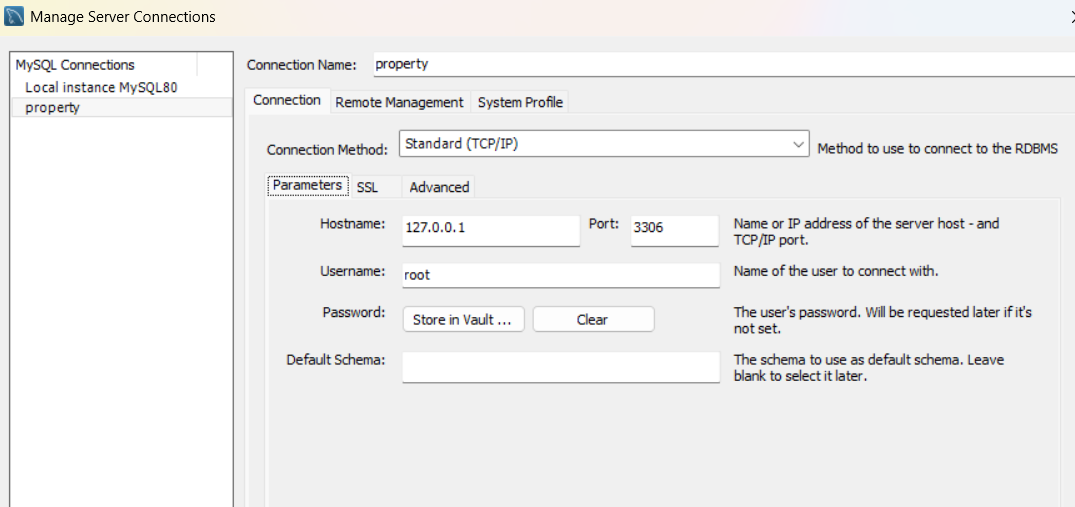 Manage Server Connections
MySQL Connections
Local instance MySQL80
property
Connection Name: property
Connection Remote Management System Profile
Connection Method: Standard (TCP/IP) Method to use to connect to the RDBMS
Parameters SSL Advanced
Hostname: 127.0.0.1 Port: 3306 Name or IP address of the server host - and
TCP/IP port.
Username: root Name of the user to connect with.
Password: Store in Vault ... Clear The user's password. Will be requested later if it's
not set.
Default Schema: The schema to use as default schema. Leave
blank to select it later.